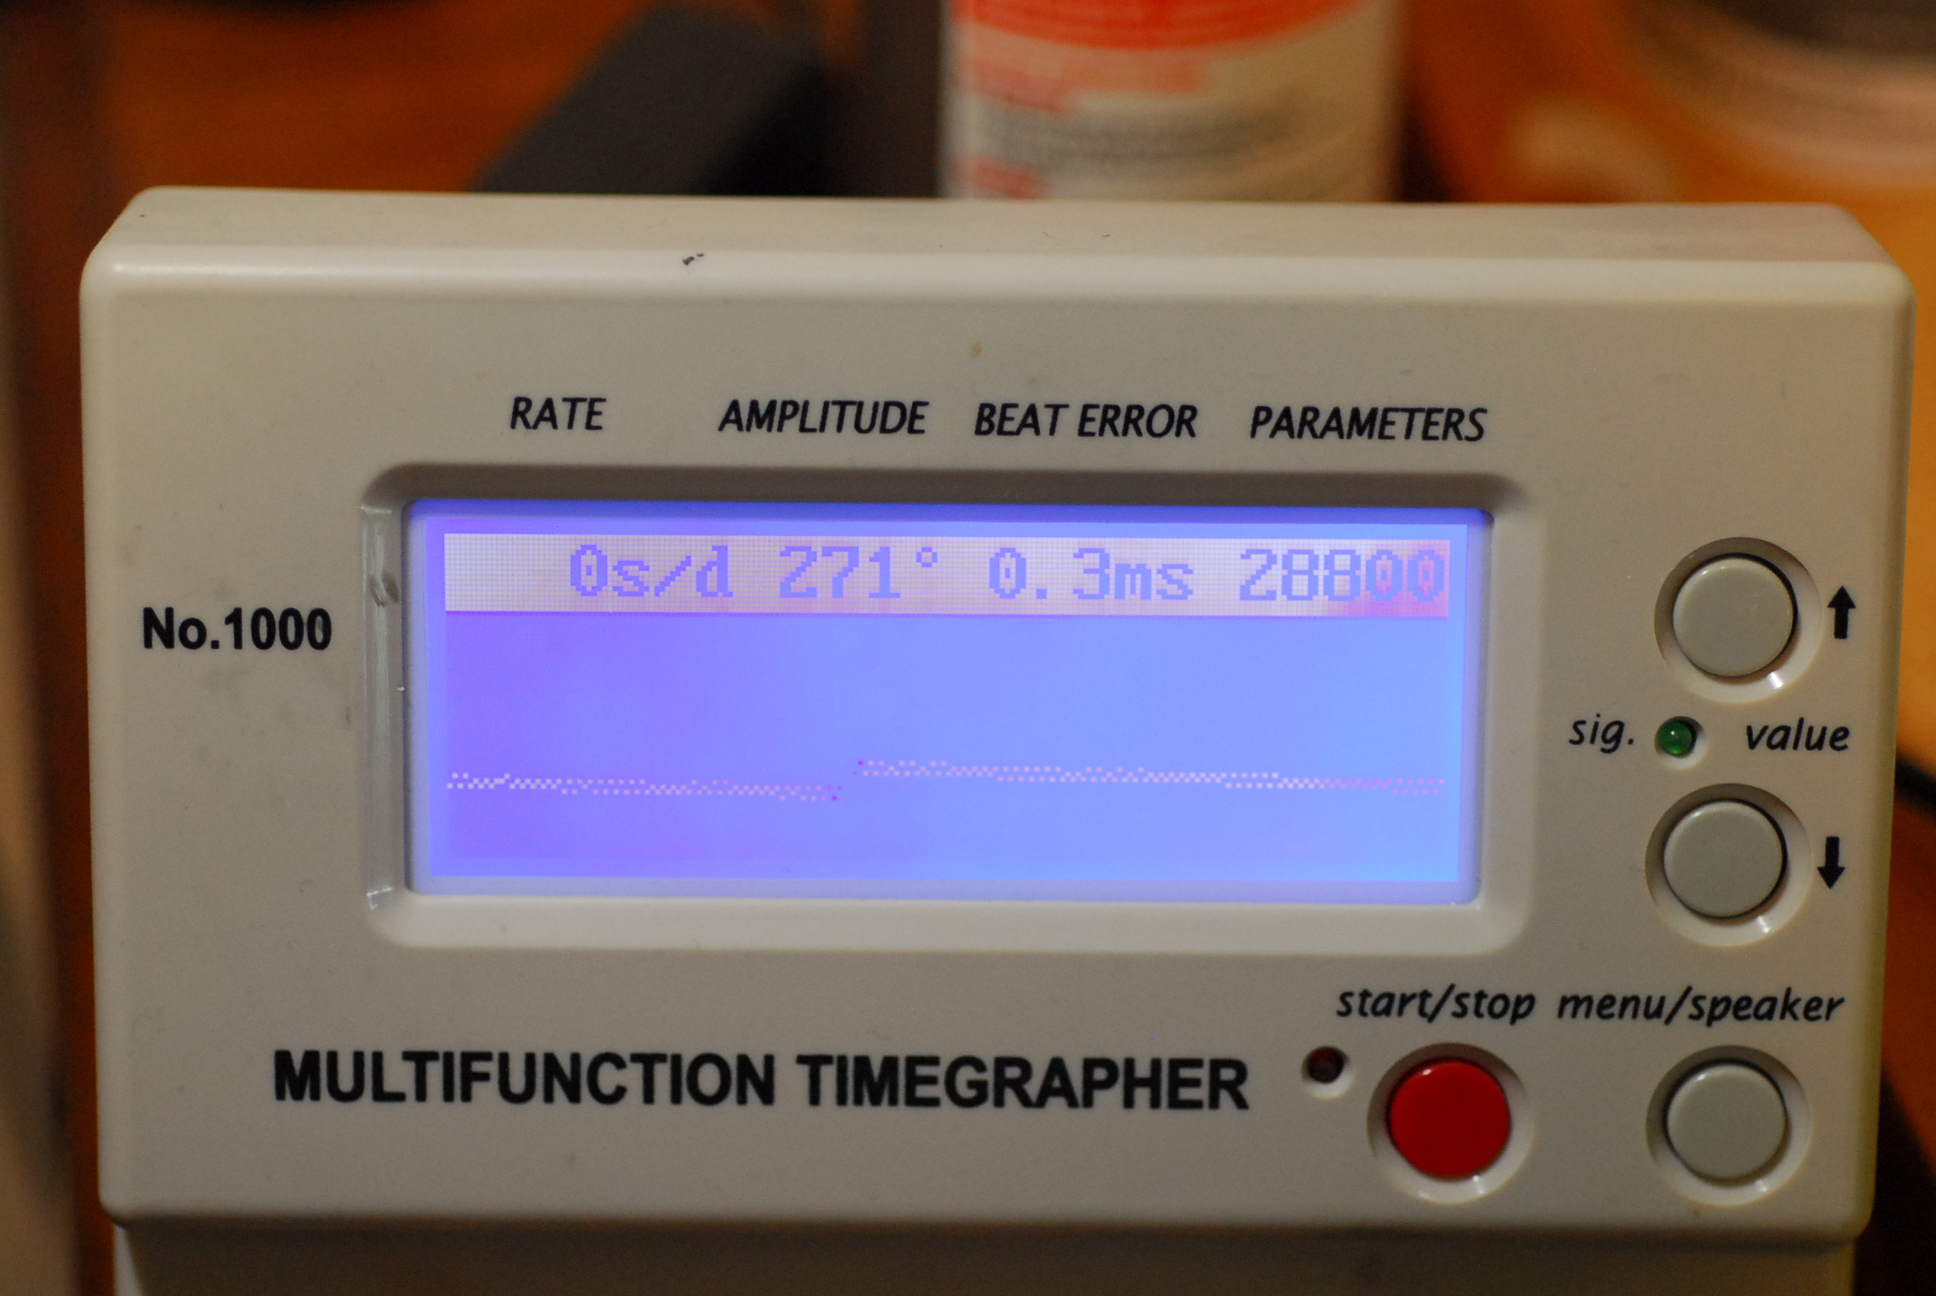 RATE AMPLITUDE BEAT ERROR PARAMETERS
0s/d 271° 0.3ms 28800
No.1000
sig. value
start/stop menu/speaker
MULTIFUNCTION TIMEGRAPHER